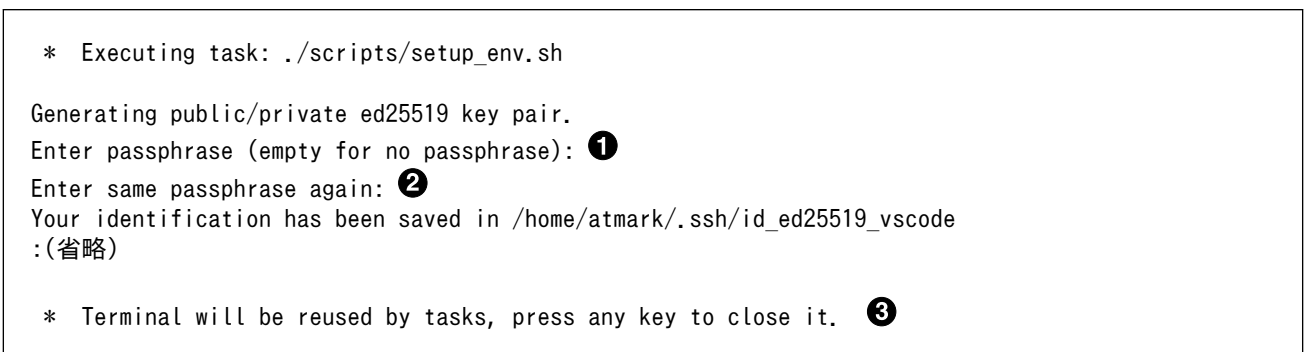 * Executing task: ./scripts/setup_env.sh
Generating public/private ed25519 key pair.
Enter passphrase (empty for no passphrase): ❶
Enter same passphrase again: ❷
Your identification has been saved in /home/atmark/.ssh/id_ed25519_vscode
:(省略)
* Terminal will be reused by tasks, press any key to close it. ❸